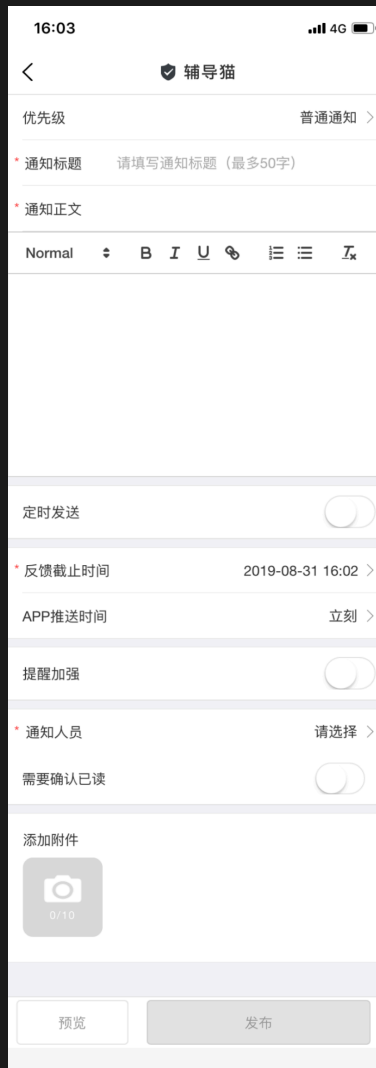 16:03
4G
辅导猫
优先级 普通通知
* 通知标题 请填写通知标题（最多50字）
* 通知正文
Normal B I U
定时发送
* 反馈截止时间 2019-08-31 16:02
APP推送时间 立刻
提醒加强
* 通知人员 请选择
需要确认已读
添加附件
0/10
预览 发布